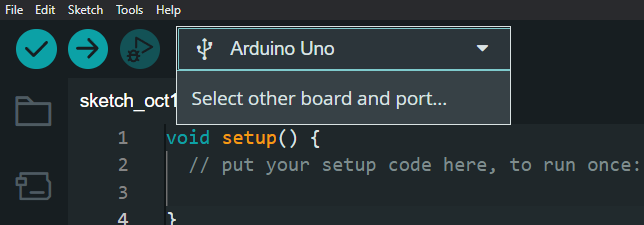 File Edit Sketch Tools Help
Arduino Uno
Select other board and port...
sketch_oct1
1 void setup() {
2 // put your setup code here, to run once:
3
4 }